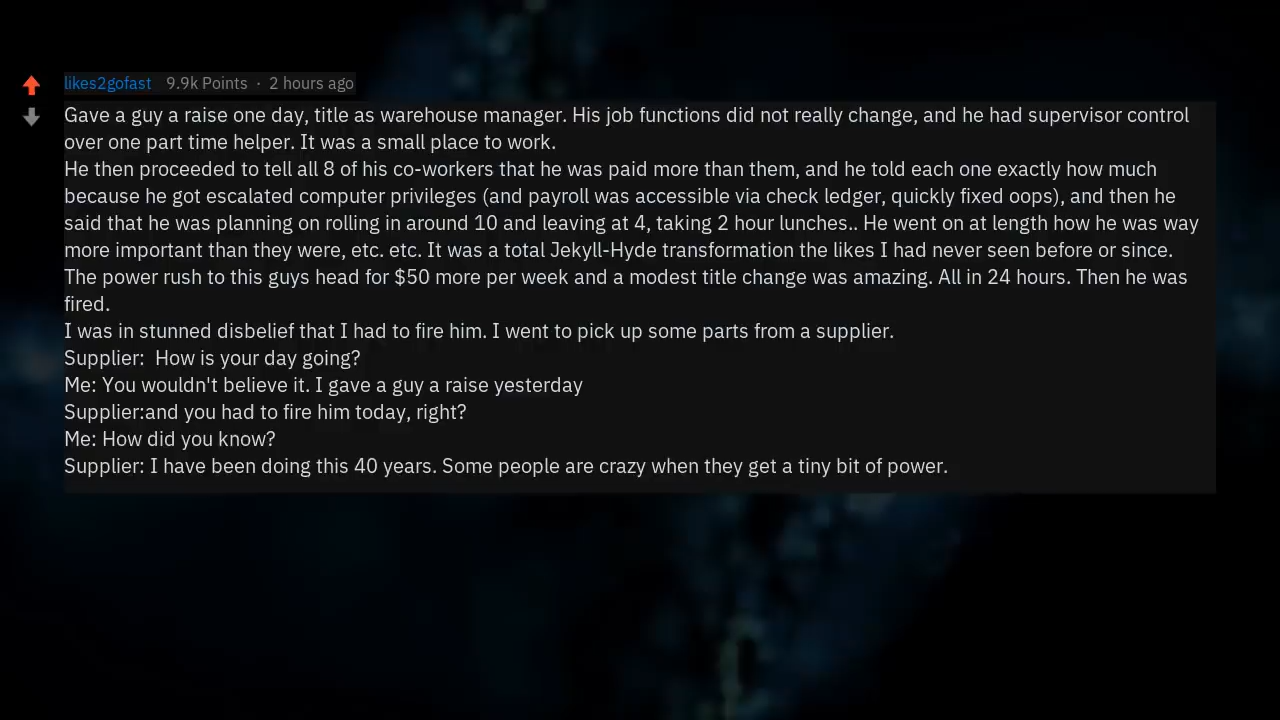 likes2gofast 9.9k Points · 2 hours ago
Gave a guy a raise one day, title as warehouse manager. His job functions did not really change, and he had supervisor control
over one part time helper. It was a small place to work.
He then proceeded to tell all 8 of his co-workers that he was paid more than them, and he told each one exactly how much
because he got escalated computer privileges (and payroll was accessible via check ledger, quickly fixed oops), and then he
said that he was planning on rolling in around 10 and leaving at 4, taking 2 hour lunches.. He went on at length how he was way
more important than they were, etc. etc. It was a total Jekyll-Hyde transformation the likes I had never seen before or since.
The power rush to this guys head for $50 more per week and a modest title change was amazing. All in 24 hours. Then he was
fired.
I was in stunned disbelief that I had to fire him. I went to pick up some parts from a supplier.
Supplier:  How is your day going?
Me: You wouldn't believe it. I gave a guy a raise yesterday
Supplier:and you had to fire him today, right?
Me: How did you know?
Supplier: I have been doing this 40 years. Some people are crazy when they get a tiny bit of power.